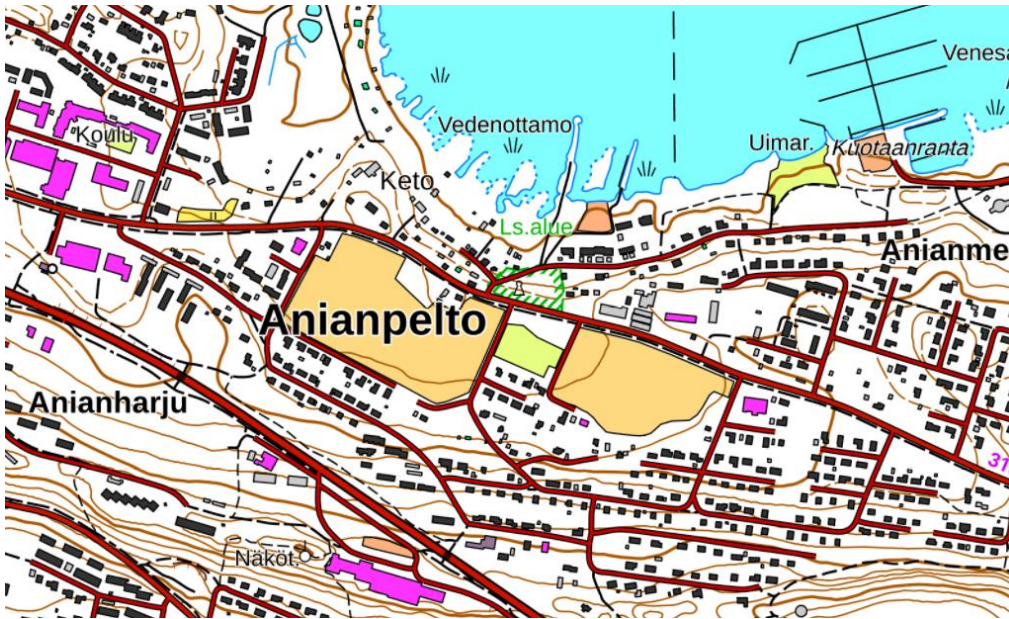 Venesa
Vedenottamo
Koulu
Uimar.
Kuotaanranta
Keto
Ls.alue
Anianme
Anianpelto
Anianharju
31
Näköt.